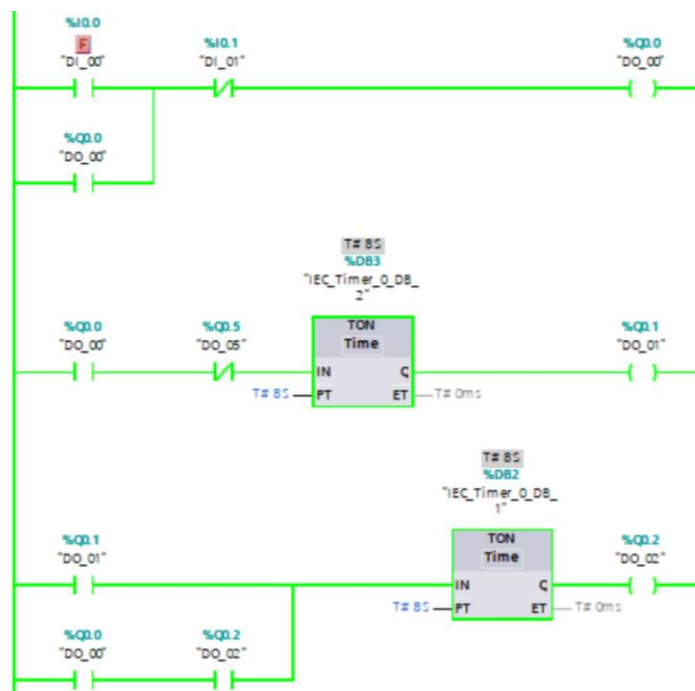 %I0.0
F
"DI_00"
%I0.1
"DI_01"
%Q0.0
"DO_00"
%Q0.0
"DO_00"
T# 8S
%DB3
"IEC_Timer_0_DB_
2"
%Q0.0
"DO_00"
%Q0.5
"DO_05"
TON
Time
%Q0.1
"DO_01"
IN
Q
T# 8S
PT
ET
T# 0ms
T# 8S
%DB2
"IEC_Timer_0_DB_
1"
%Q0.1
"DO_01"
TON
Time
%Q0.2
"DO_02"
IN
Q
T# 8S
PT
ET
T# 0ms
%Q0.0
"DO_00"
%Q0.2
"DO_02"